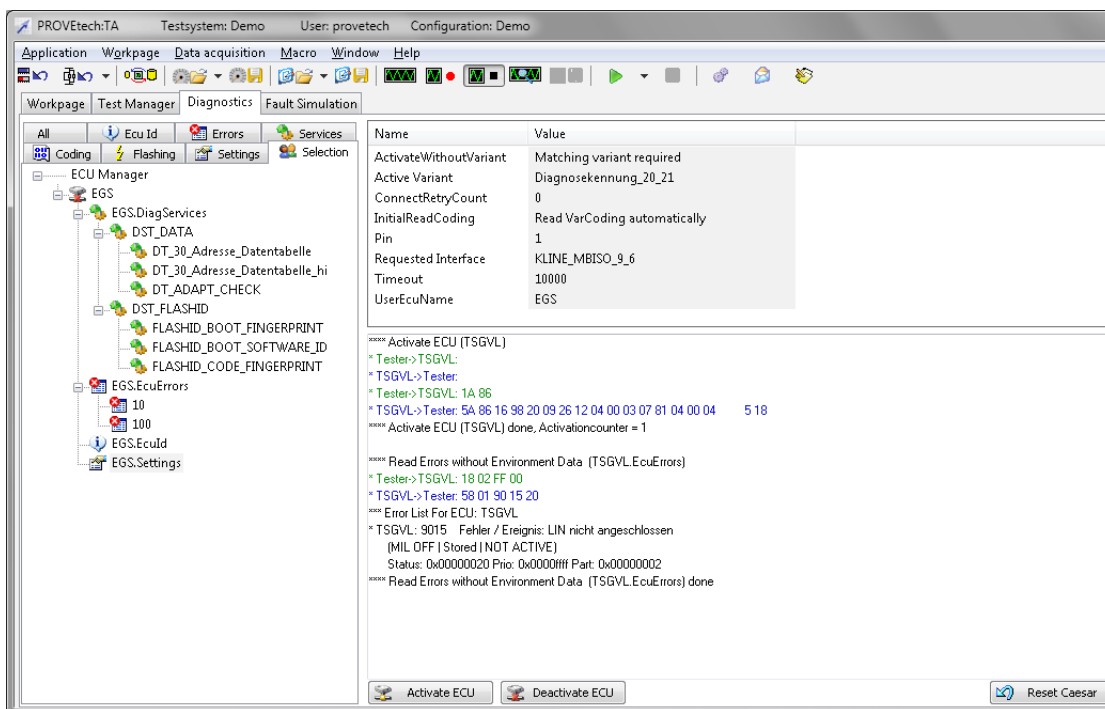 PROVEtech:TA Testsystem: Demo User: provetech Configuration: Demo
Application Workpage Data acquisition Macro Window Help
Workpage Test Manager Diagnostics Fault Simulation
All Ecu Id Errors Services
Coding Flashing Settings Selection
ECU Manager
EGS
EGS.DiagServices
DST_DATA
DT_30_Adresse_Datentabelle
DT_30_Adresse_Datentabelle_hi
DT_ADAPT_CHECK
DST_FLASHID
FLASHID_BOOT_FINGERPRINT
FLASHID_BOOT_SOFTWARE_ID
FLASHID_CODE_FINGERPRINT
EGS.EcuErrors
10
100
EGS.EcuId
EGS.Settings
Name Value
ActivateWithoutVariant Matching variant required
Active Variant Diagnosekennung_20_21
ConnectRetryCount 0
InitialReadCoding Read VarCoding automatically
Pin 1
Requested Interface KLINE_MBISO_9_6
Timeout 10000
UserEcuName EGS
**** Activate ECU (TSGVL)
* Tester->TSGVL:
* TSGVL->Tester:
* Tester->TSGVL: 1A 86
* TSGVL->Tester: 5A 86 16 98 20 09 26 12 04 00 03 07 81 04 00 04 5 18
**** Activate ECU (TSGVL) done, Activationcounter = 1
**** Read Errors without Environment Data (TSGVL.EcuErrors)
* Tester->TSGVL: 18 02 FF 00
* TSGVL->Tester: 58 01 90 15 20
*** Error List For ECU: TSGVL
* TSGVL: 9015 Fehler / Ereignis: LIN nicht angeschlossen
(MIL OFF | Stored | NOT ACTIVE)
Status: 0x00000020 Prio: 0x0000ffff Part: 0x00000002
**** Read Errors without Environment Data (TSGVL.EcuErrors) done
Activate ECU Deactivate ECU Reset Caesar